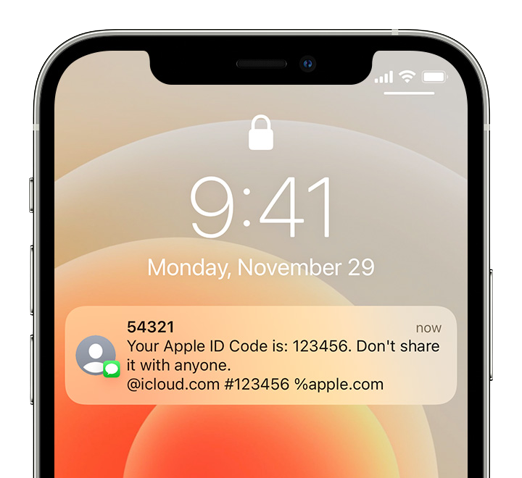 9:41
Monday, November 29
54321
now
Your Apple ID Code is: 123456. Don't share
it with anyone.
@icloud.com #123456 %apple.com